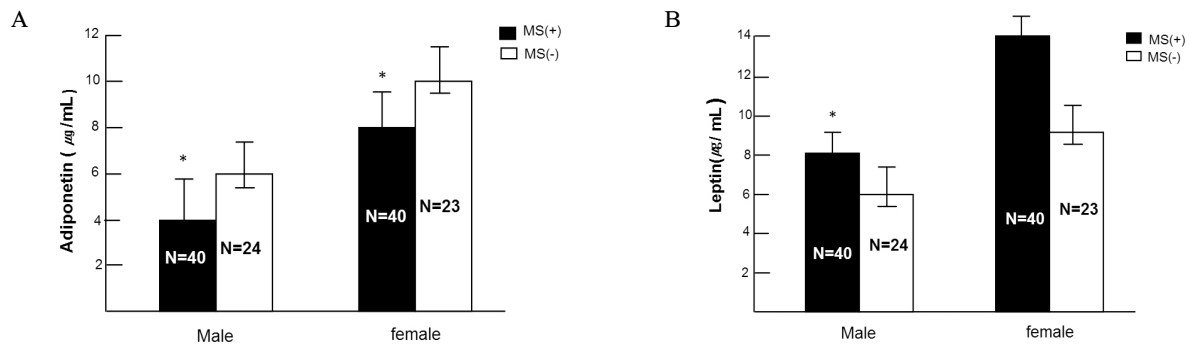 A
MS(+)
MS(-)
Adiponetin ( ㎍/mL)
12
10
8
6
4
2
*
*
N=40
N=24
N=40
N=23
Male
female
B
MS(+)
MS(-)
Leptin(㎍/ mL)
14
12
10
8
6
4
2
*
N=40
N=24
N=40
N=23
Male
female